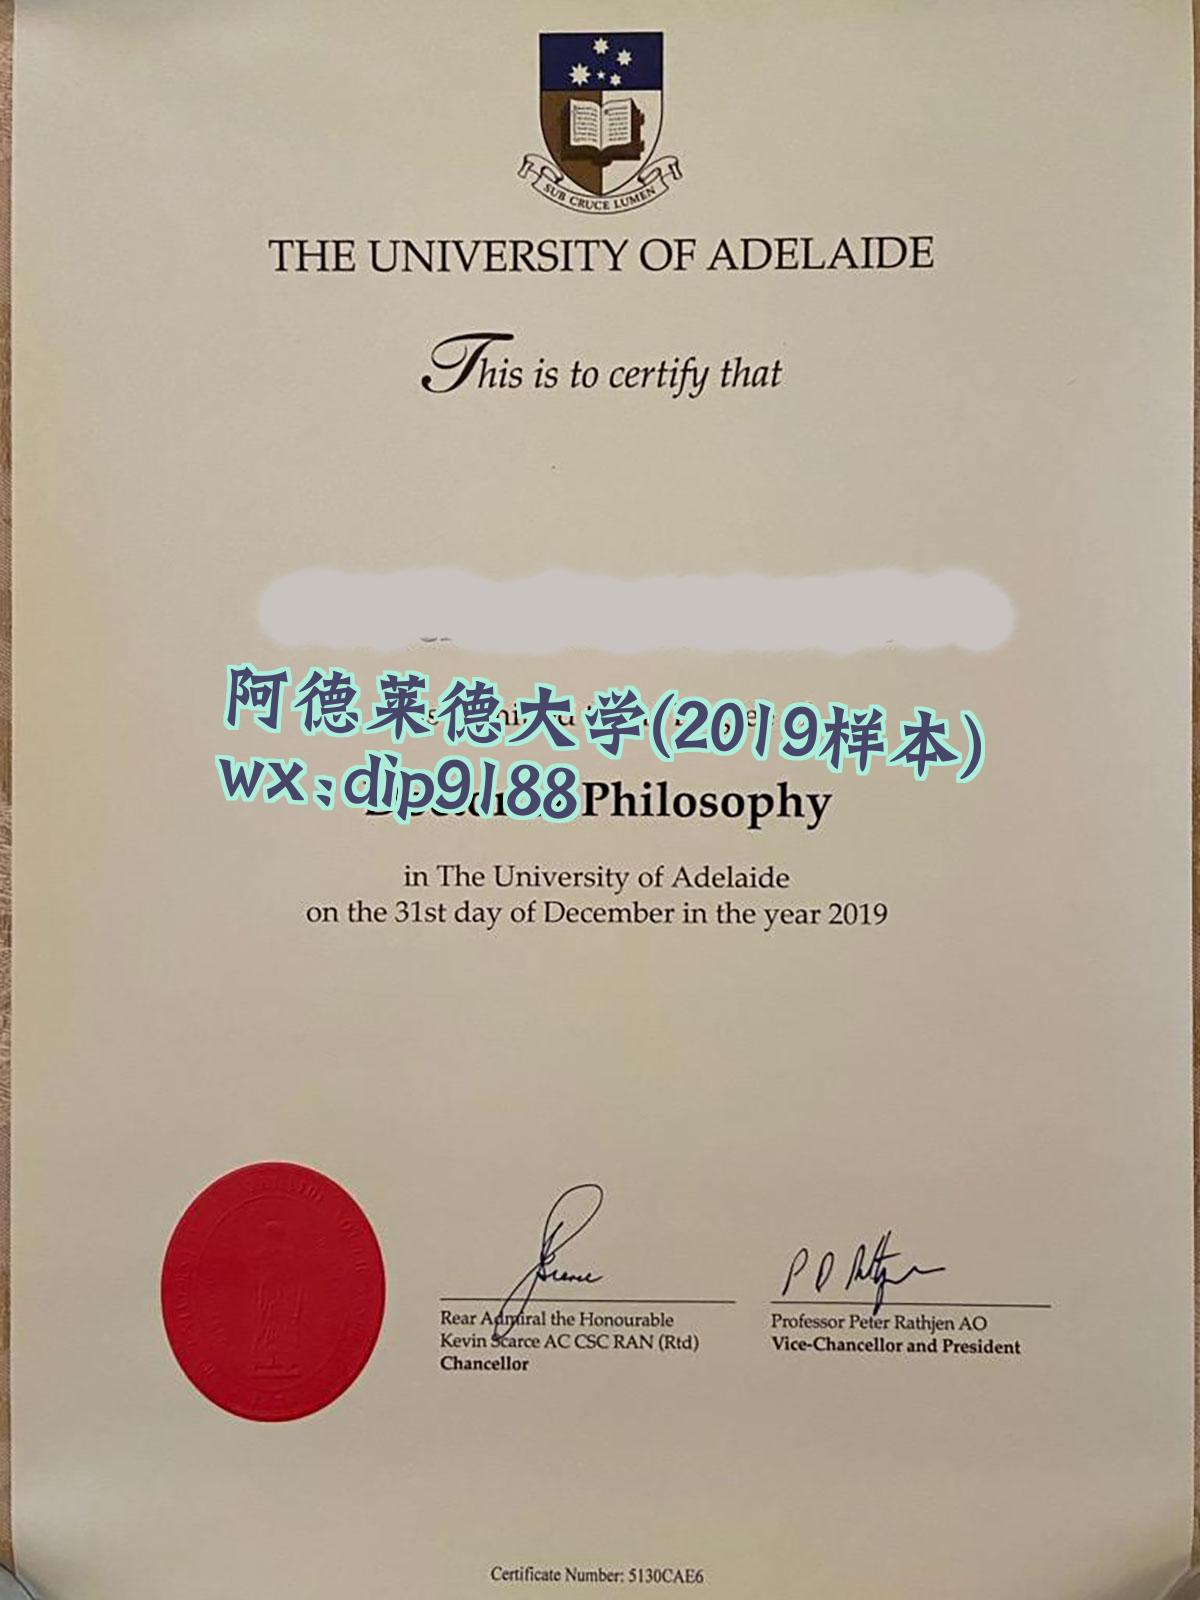 SUB CRUCE LUMEN
THE UNIVERSITY OF ADELAIDE
This is to certify that
阿德莱德大学(2019样本)
wx:dip9188
Philosophy
in The University of Adelaide
on the 31st day of December in the year 2019
Rear Admiral the Honourable
Kevin Scarce AC CSC RAN (Rtd)
Chancellor
Professor Peter Rathjen AO
Vice-Chancellor and President
Certificate Number: 5130CAE6